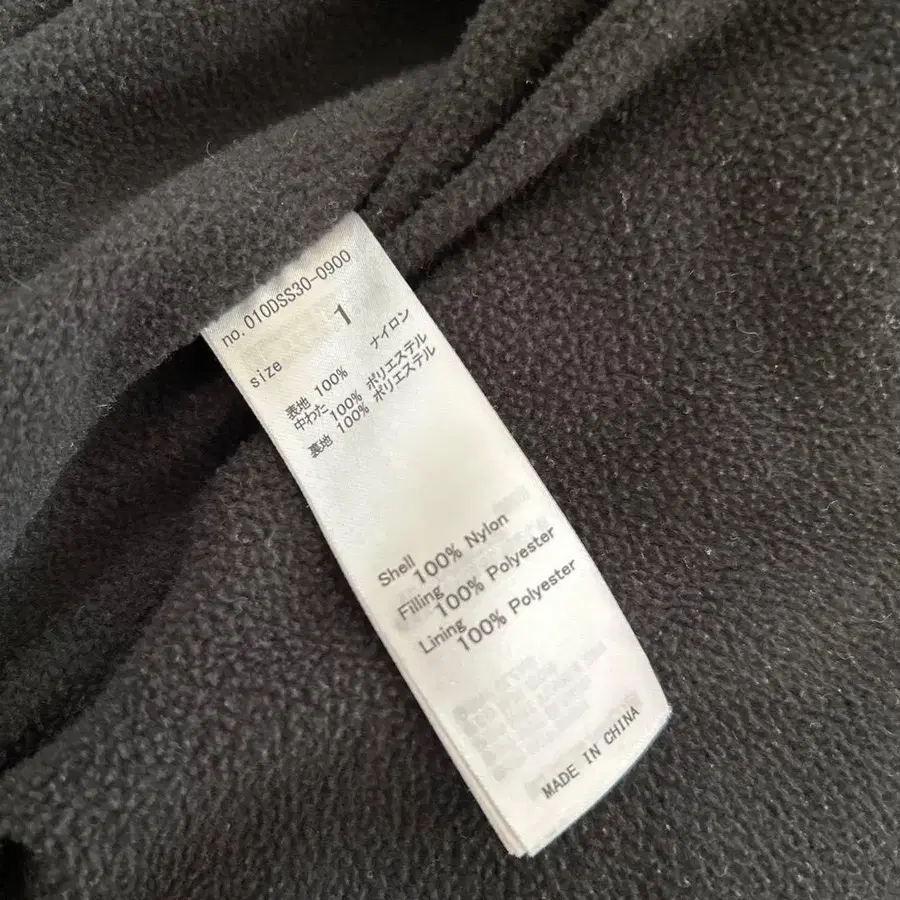 no.010DSS30-0900
size 1
表地 100% ナイロン
中わた 100% ポリエステル
裏地 100% ポリエステル
Shell
100% Nylon
Filling
100% Polyester
Lining
100% Polyester
MADE IN CHINA